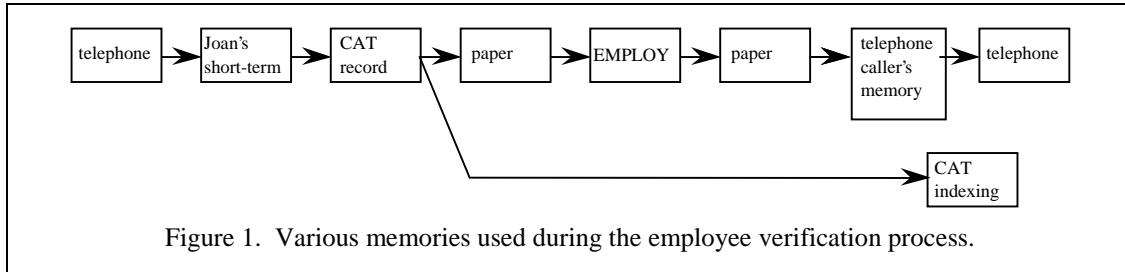 telephone
Joan's
short-term
CAT
record
paper
EMPLOY
paper
telephone
caller's
memory
telephone
CAT
indexing
Figure 1. Various memories used during the employee verification process.